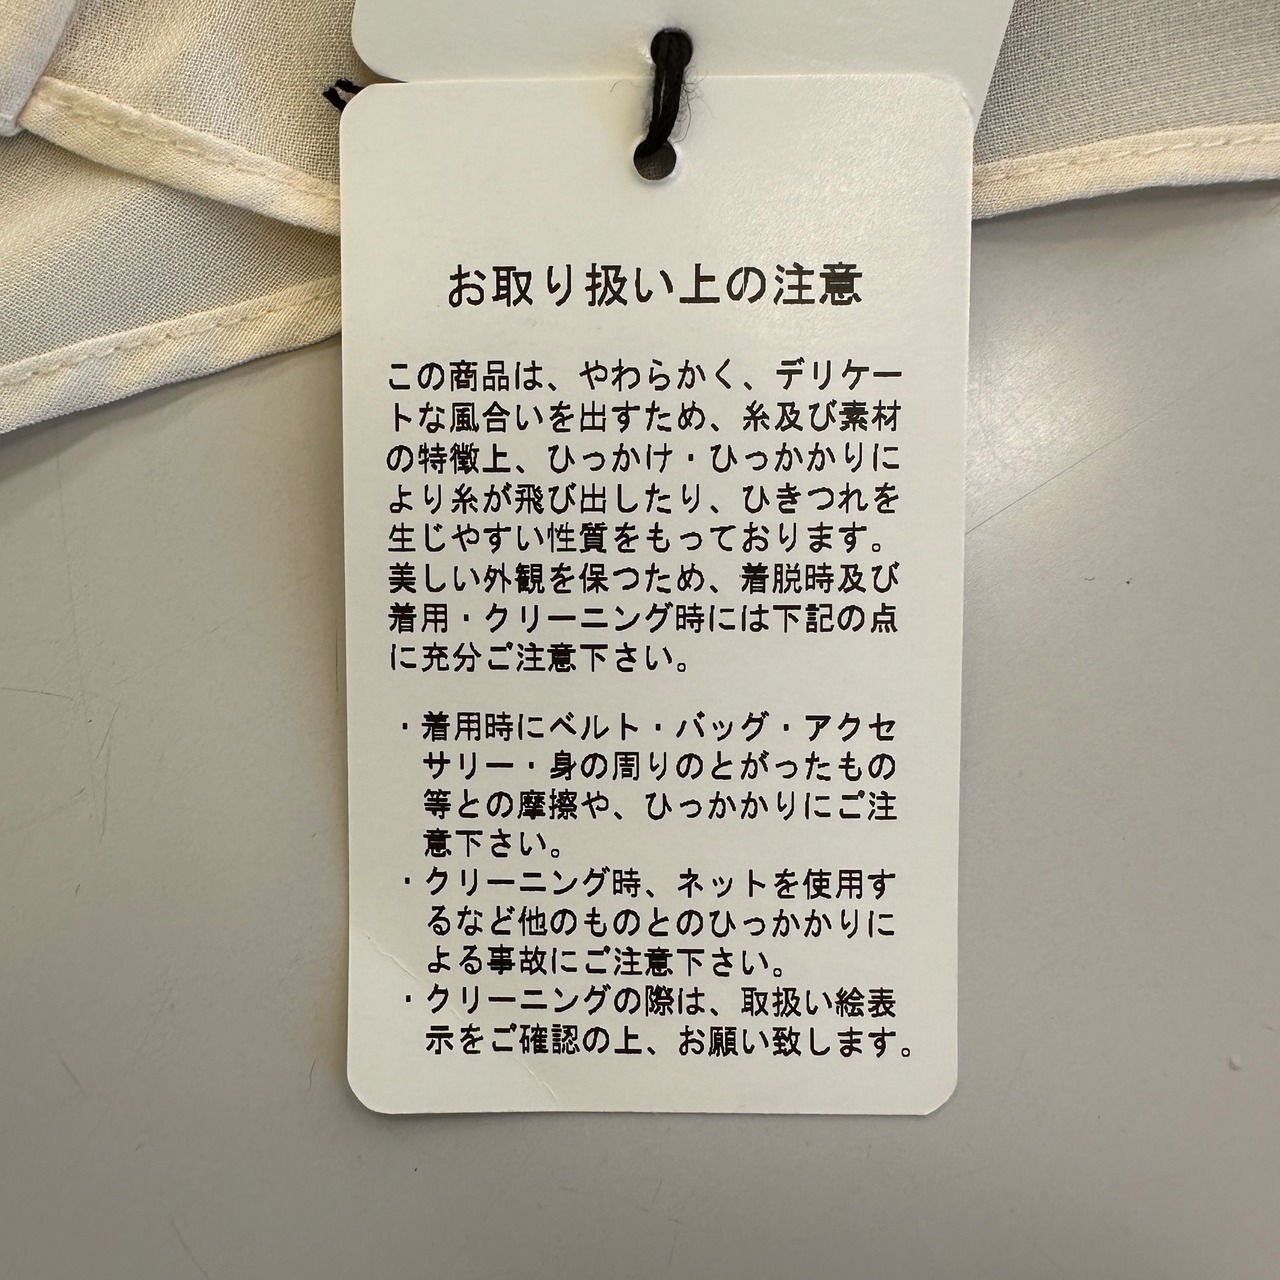 お取り扱い上の注意
この商品は、やわらかく、デリケー
トな風合いを出すため、糸及び素材
の特徴上、ひっかけ・ひっかかりに
より糸が飛び出したり、ひきつれを
生じやすい性質をもっております。
美しい外観を保つため、着脱時及び
着用・クリーニング時には下記の点
に充分ご注意下さい。
・着用時にベルト・バッグ・アクセ
サリー・身の周りのとがったもの
等との摩擦や、ひっかかりにご注
意下さい。
・クリーニング時、ネットを使用す
るなど他のものとのひっかかりに
よる事故にご注意下さい。
・クリーニングの際は、取扱い絵表
示をご確認の上、お願い致します。